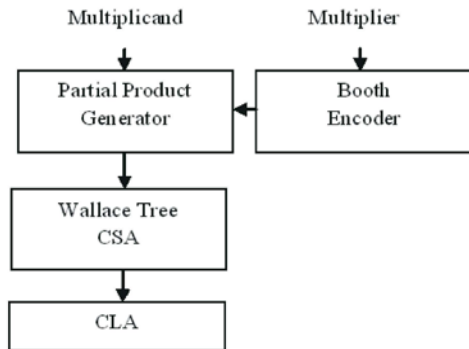 Multiplicand
Multiplier
Partial Product
Generator
Booth
Encoder
Wallace Tree
CSA
CLA